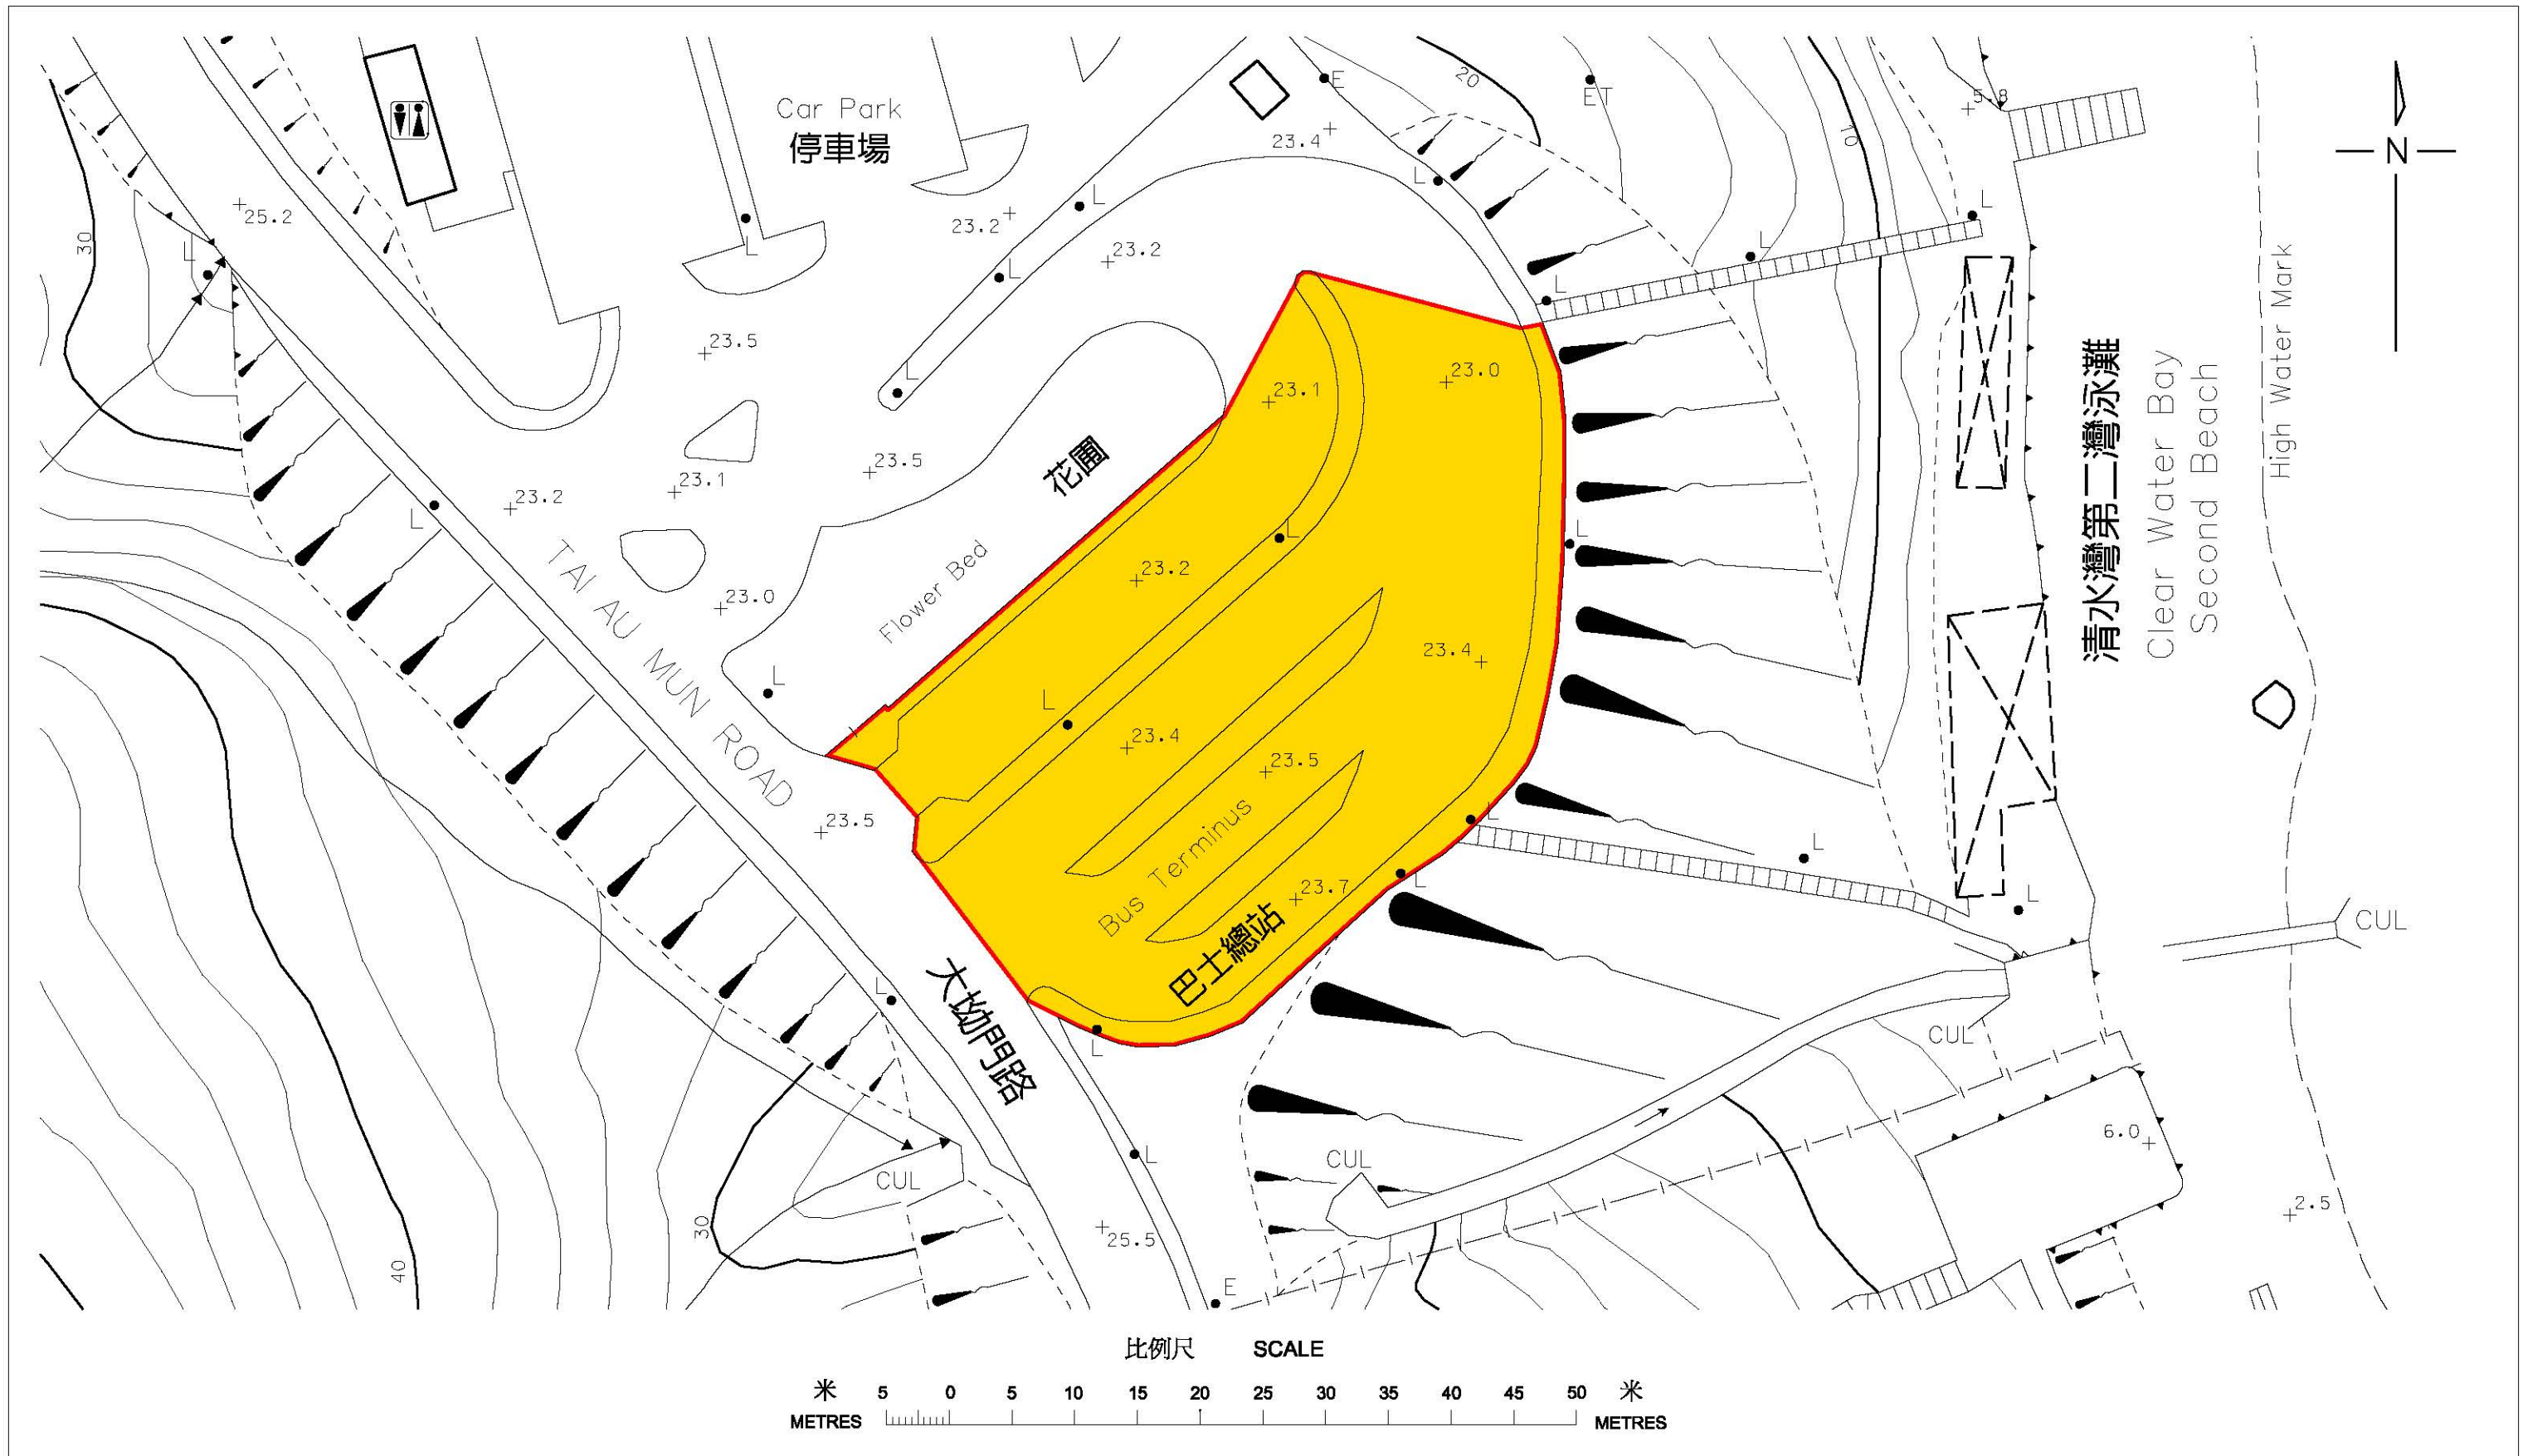 Car Park
停車場
E
20
ET
5.8
10
N
23.4
L
L
25.2
30
L
23.2
L
L
23.2
L
L
L
L
23.5
23.1
23.0
High Water Mark
清水灣第二灣泳灘
Clear Water Bay
Second Beach
花圃
Flower Bed
23.5
23.1
23.2
L
TAI AU MUN ROAD
大坳門路
23.0
L
L
L
23.2
23.4
L
23.4
23.5
23.5
23.7
Bus Terminus
巴士總站
L
L
L
L
CUL
L
L
CUL
CUL
CUL
6.0
2.5
L
30
40
25.5
E
比例尺 SCALE
米 5 0 5 10 15 20 25 30 35 40 45 50 米
METRES METRES